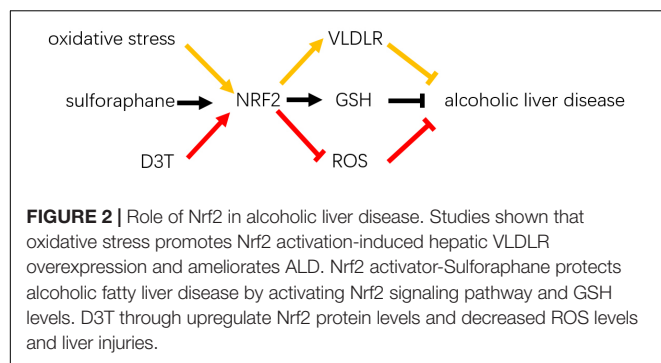 oxidative stress VLDLR
sulforaphane NRF2 GSH alcoholic liver disease
D3T ROS
FIGURE 2 | Role of Nrf2 in alcoholic liver disease. Studies shown that
oxidative stress promotes Nrf2 activation-induced hepatic VLDLR
overexpression and ameliorates ALD. Nrf2 activator-Sulforaphane protects
alcoholic fatty liver disease by activating Nrf2 signaling pathway and GSH
levels. D3T through upregulate Nrf2 protein levels and decreased ROS levels
and liver injuries.